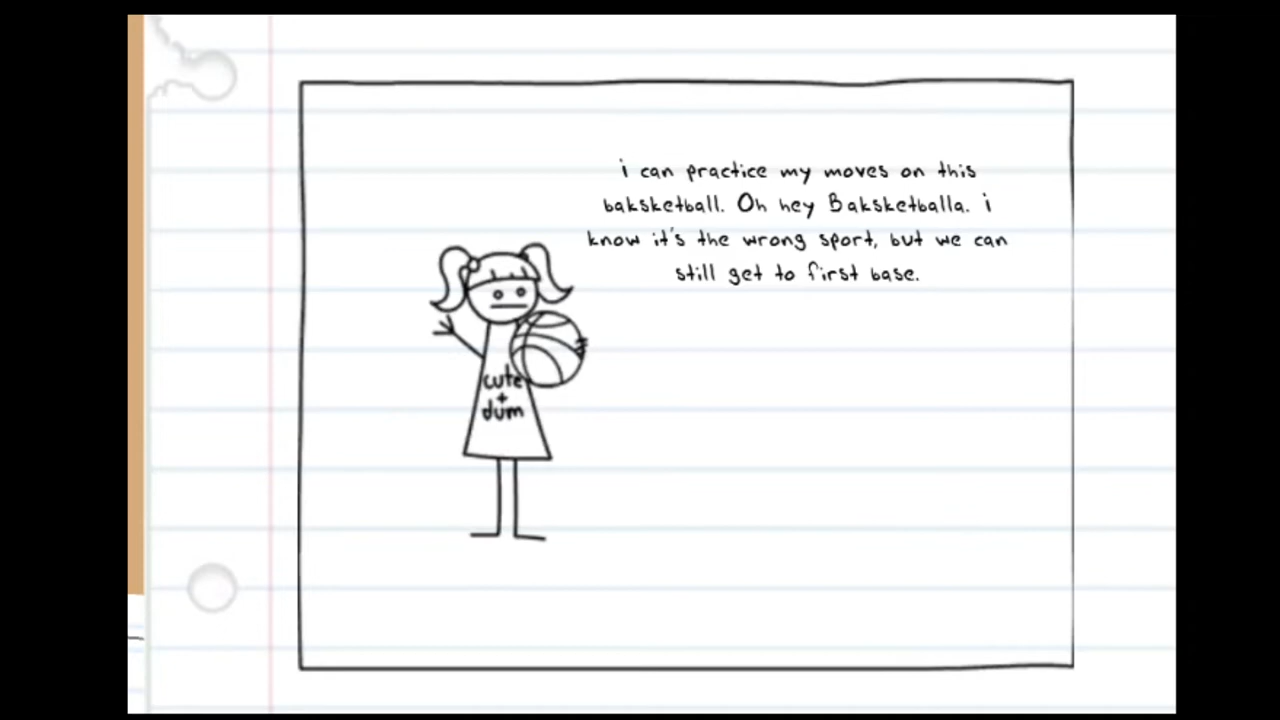 i can practice my moves on this
baksketball. Oh hey Baksketballa. i
know it's the wrong sport, but we can
still get to first base.
cute
+
dum